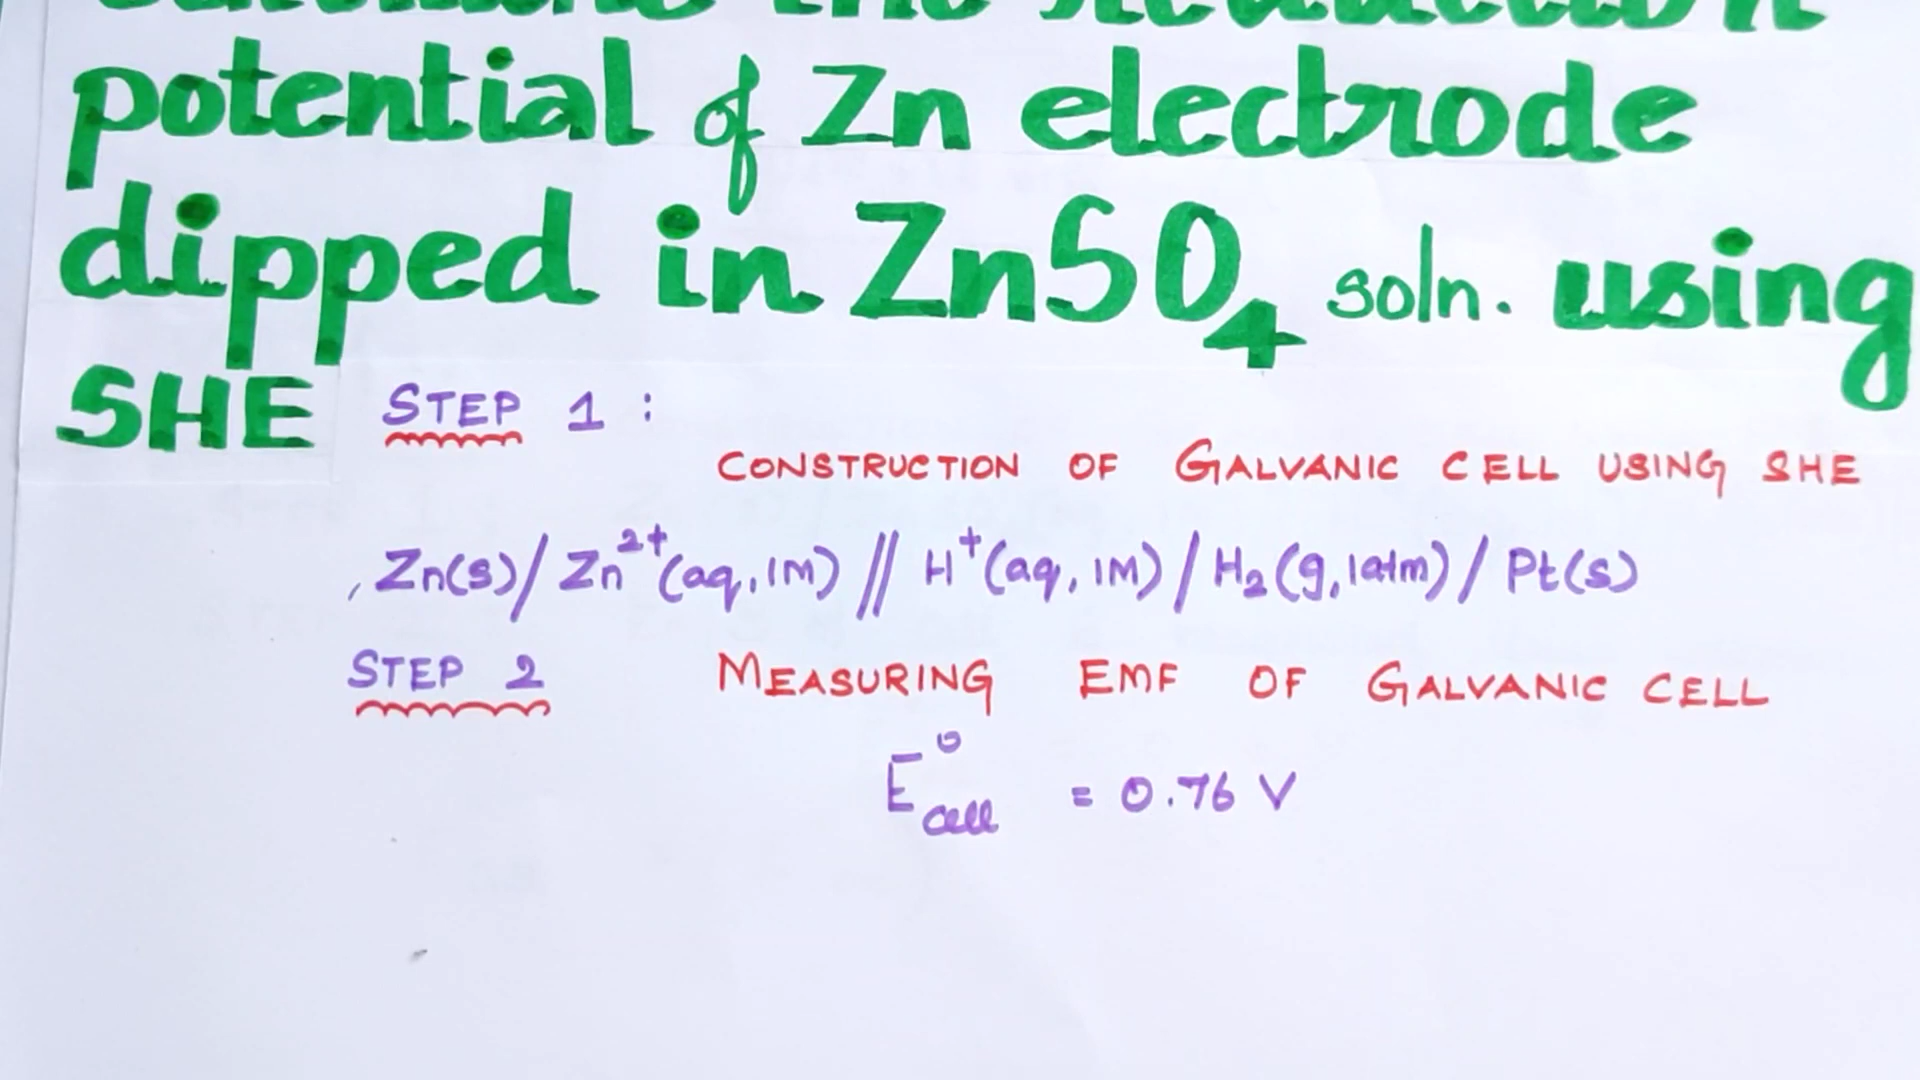 potential of Zn electrode
dipped in ZnSO₄ soln. using
SHE
STEP 1 :
CONSTRUCTION OF GALVANIC CELL USING SHE
, Zn(s)/ Zn²⁺(aq, 1M) // H⁺(aq, 1M) / H₂(g, 1atm) / Pt(s)
STEP 2 MEASURING EMF OF GALVANIC CELL
E⁰cell = 0.76 V